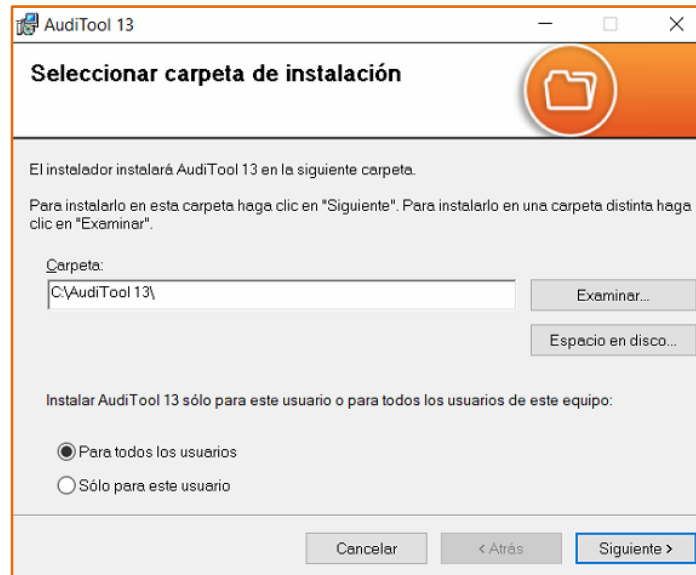 AudiTool 13
Seleccionar carpeta de instalación
El instalador instalará AudiTool 13 en la siguiente carpeta.
Para instalarlo en esta carpeta haga clic en "Siguiente". Para instalarlo en una carpeta distinta haga
clic en "Examinar".
Carpeta:
C:\AudiTool 13\
Examinar...
Espacio en disco...
Instalar AudiTool 13 sólo para este usuario o para todos los usuarios de este equipo:
Para todos los usuarios
Sólo para este usuario
Cancelar
< Atrás
Siguiente >